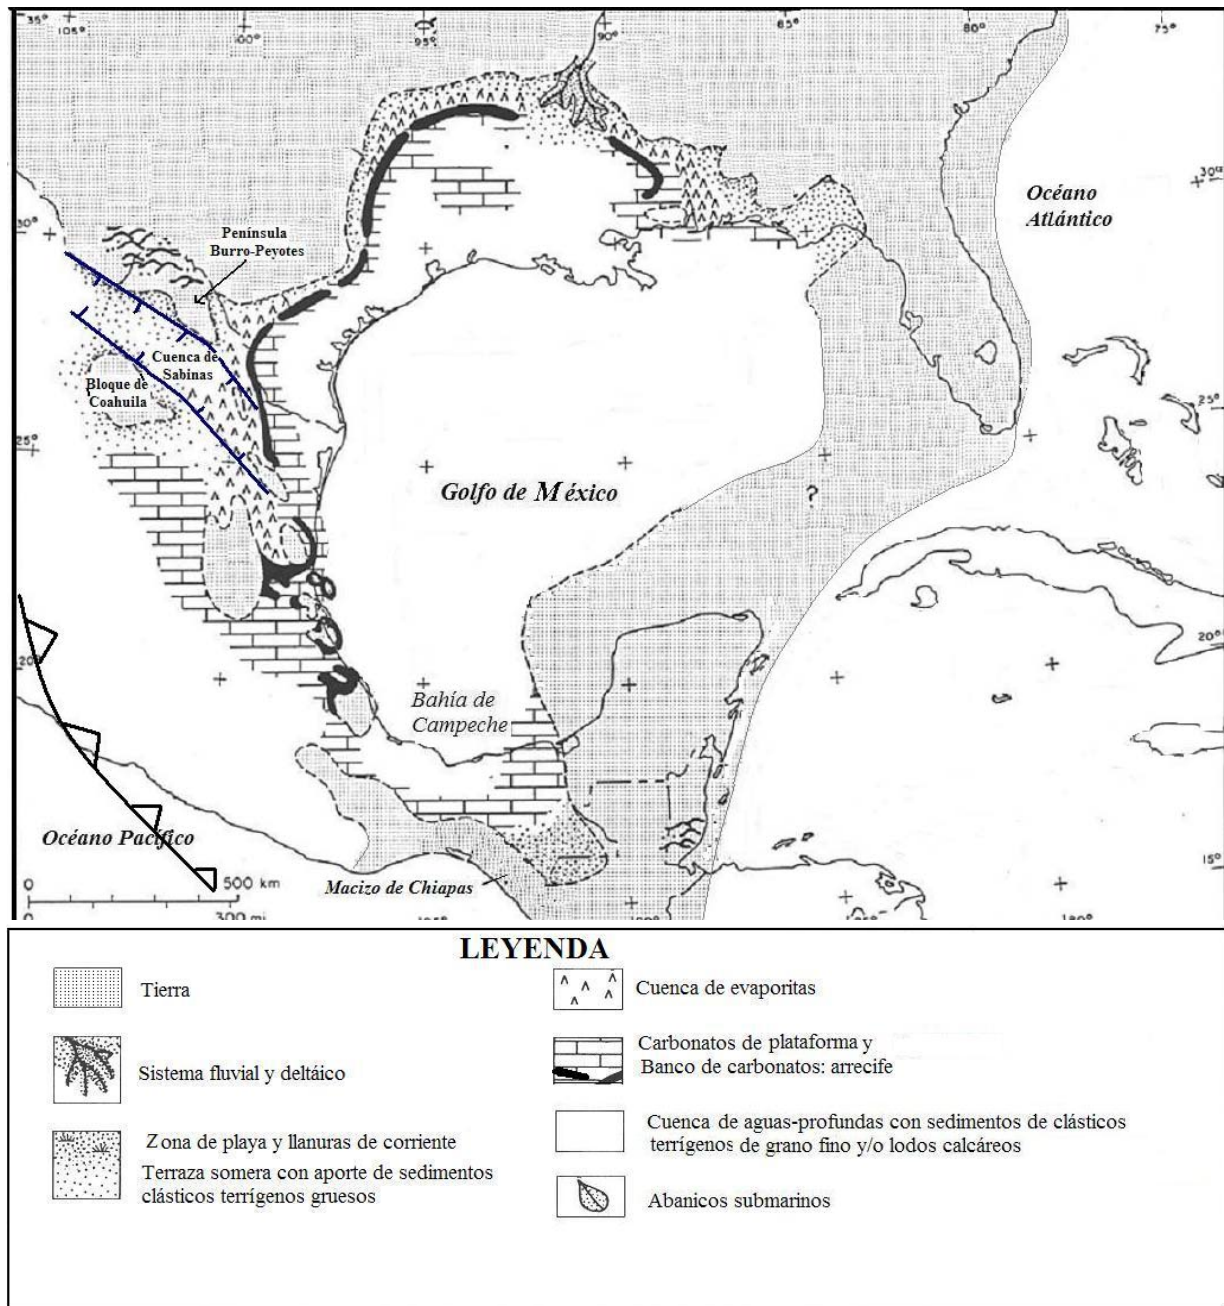 35°
105°
100°
95°
90°
85°
80°
75°
30°
Océano
Atlántico
30°
Península
Burro-Peyotes
Cuenca de
Sabinas
Bloque de
Coahuila
25°
25°
Golfo de México
?
20°
20°
Bahía de
Campeche
Océano Pacífico
15°
Macizo de Chiapas
0
500 km
0
300 mi
LEYENDA
Tierra
Cuenca de evaporitas
Sistema fluvial y deltáico
Carbonatos de plataforma y
Banco de carbonatos: arrecife
Zona de playa y llanuras de corriente
Terraza somera con aporte de sedimentos
clásticos terrígenos gruesos
Cuenca de aguas-profundas con sedimentos de clásticos
terrígenos de grano fino y/o lodos calcáreos
Abanicos submarinos